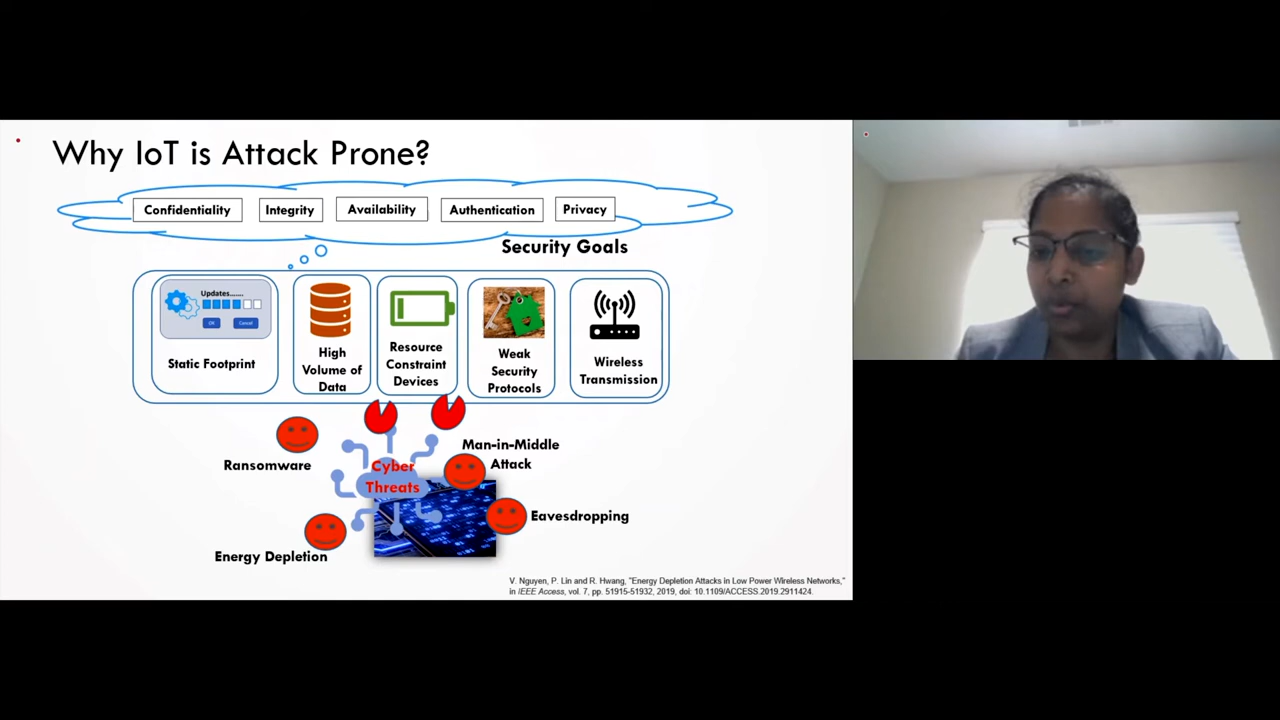 Why IoT is Attack Prone?
Confidentiality
Integrity
Availability
Authentication
Privacy
Security Goals
Updates......
OK
Cancel
Static Footprint
High
Volume of
Data
Resource
Constraint
Devices
Weak
Security
Protocols
Wireless
Transmission
Ransomware
Cyber
Threats
Man-in-Middle
Attack
Eavesdropping
Energy Depletion
V. Nguyen, P. Lin and R. Hwang, "Energy Depletion Attacks in Low Power Wireless Networks,"
in IEEE Access, vol. 7, pp. 51915-51932, 2019, doi: 10.1109/ACCESS.2019.2911424.